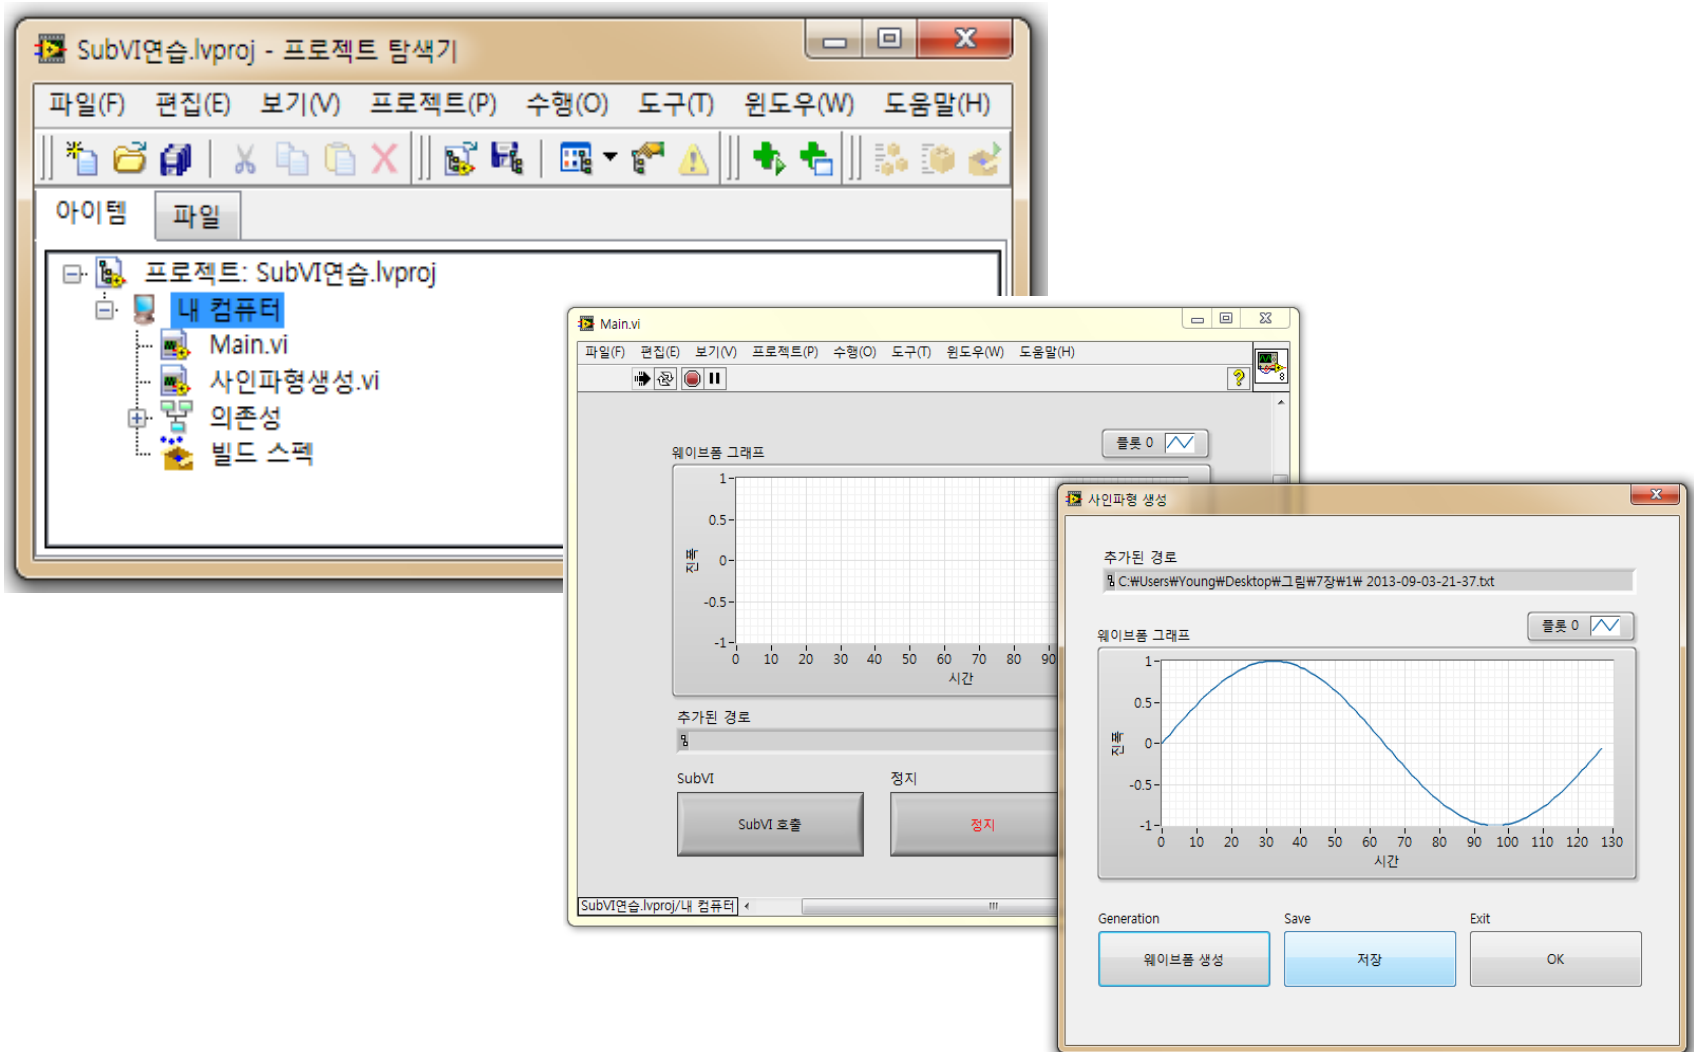 SubVI연습.lvproj - 프로젝트 탐색기
파일(F) 편집(E) 보기(V) 프로젝트(P) 수행(O) 도구(T) 윈도우(W) 도움말(H)
아이템 파일
프로젝트: SubVI연습.lvproj
내 컴퓨터
Main.vi
사인파형생성.vi
의존성
빌드 스펙
Main.vi
파일(F) 편집(E) 보기(V) 프로젝트(P) 수행(O) 도구(T) 윈도우(W) 도움말(H)
8
플롯 0
웨이브폼 그래프
1
0.5
0
-0.5
-1
진폭
0 10 20 30 40 50 60 70 80 90
시간
추가된 경로
SubVI 정지
SubVI 호출 정지
SubVI연습.lvproj/내 컴퓨터
사인파형 생성
추가된 경로
C:₩Users₩Young₩Desktop₩그림₩7장₩1₩ 2013-09-03-21-37.txt
플롯 0
웨이브폼 그래프
1
0.5
0
-0.5
-1
진폭
0 10 20 30 40 50 60 70 80 90 100 110 120 130
시간
Generation Save Exit
웨이브폼 생성 저장 OK